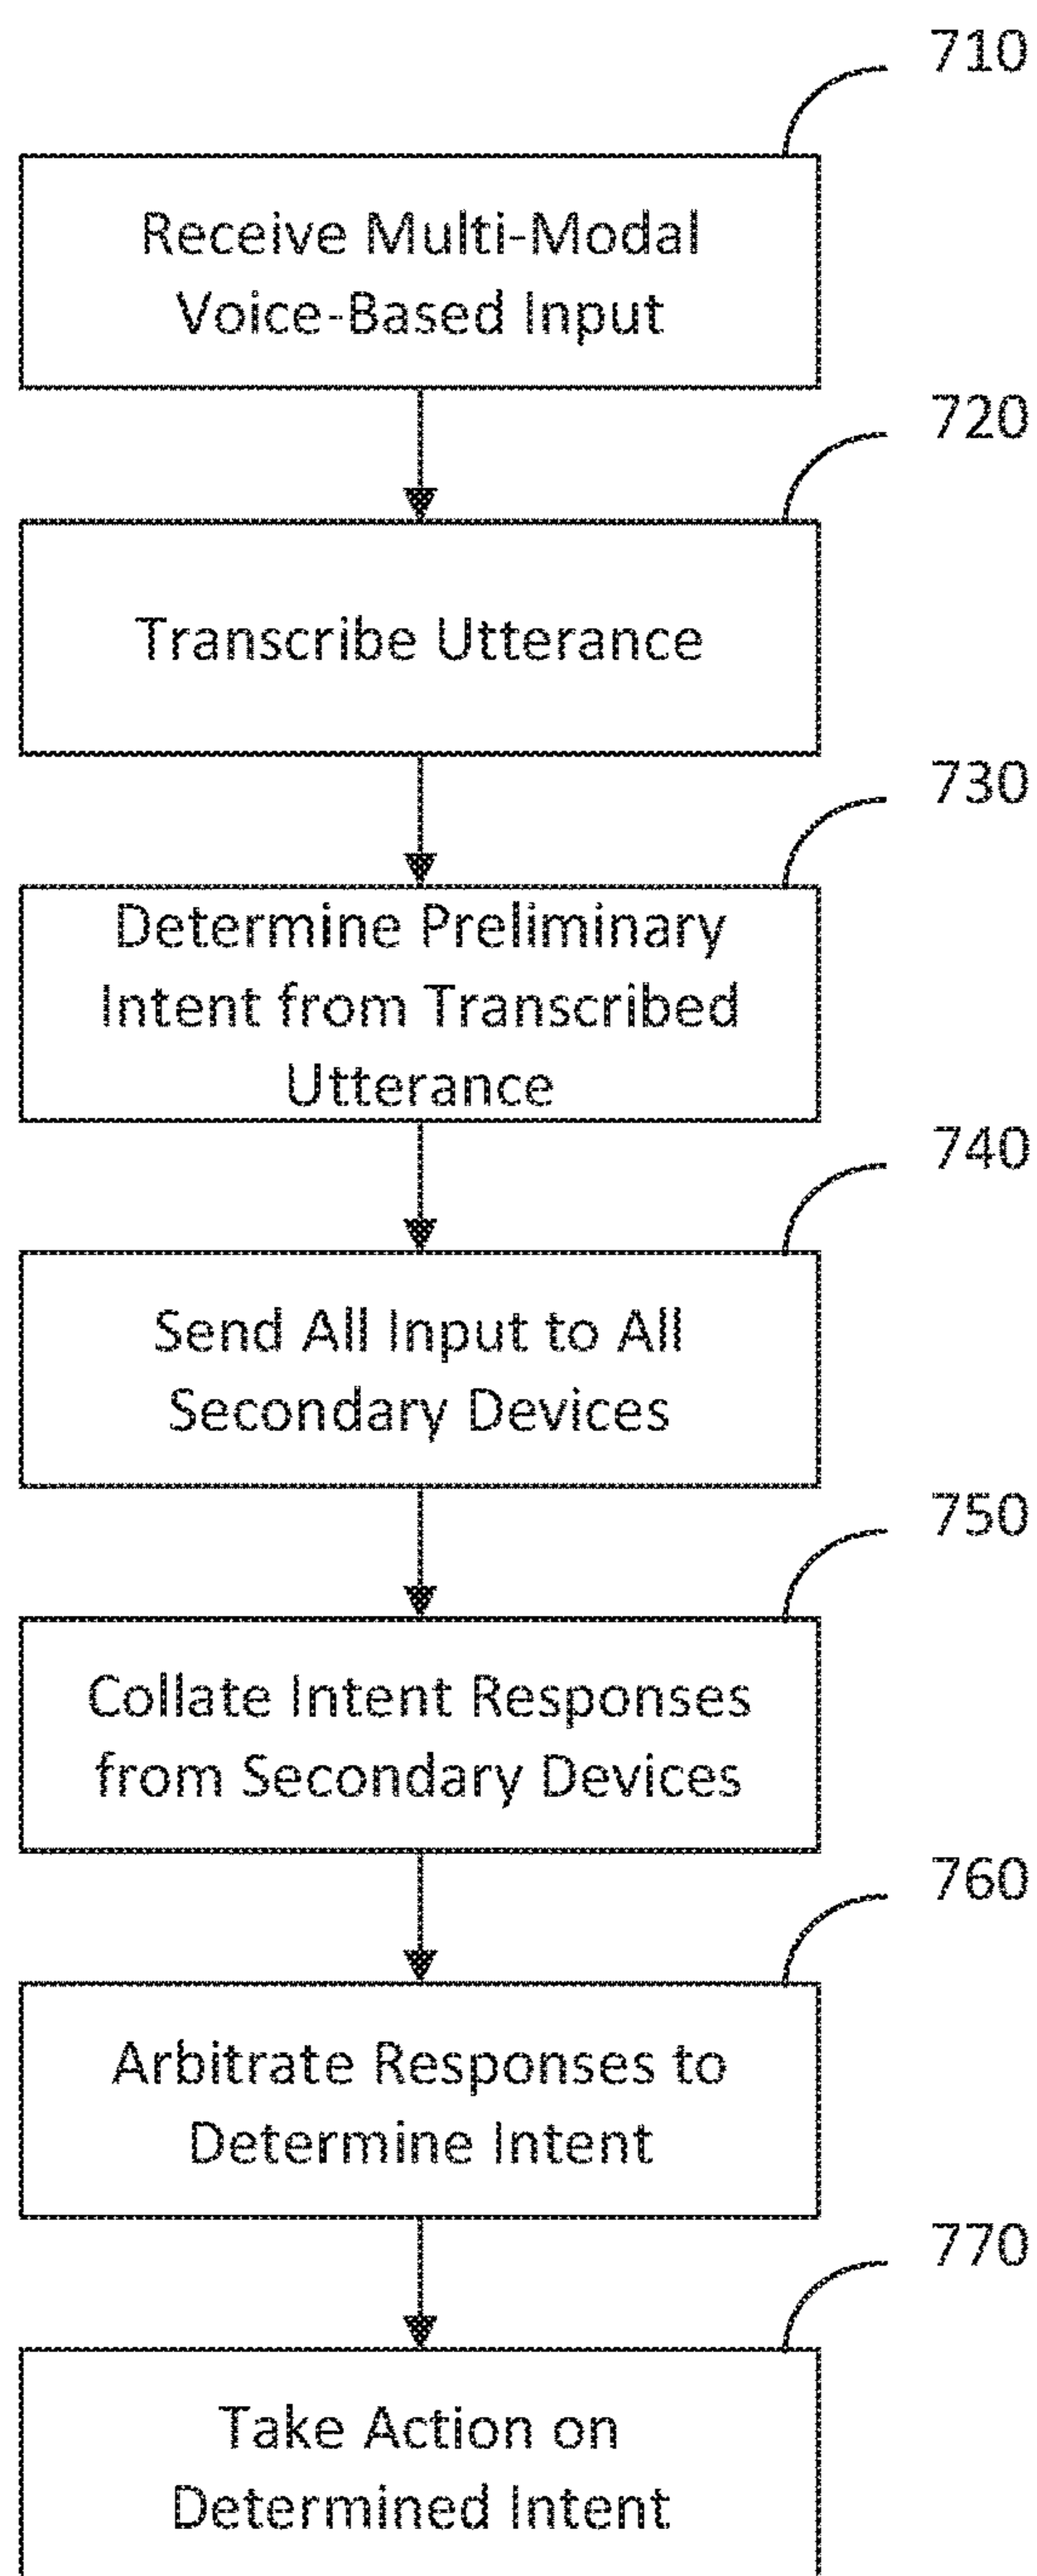 710
Receive Multi-Modal
Voice-Based Input
720
Transcribe Utterance
730
Determine Preliminary
Intent from Transcribed
Utterance
740
Send All Input to All
Secondary Devices
750
Collate Intent Responses
from Secondary Devices
760
Arbitrate Responses to
Determine Intent
770
Take Action on
Determined Intent